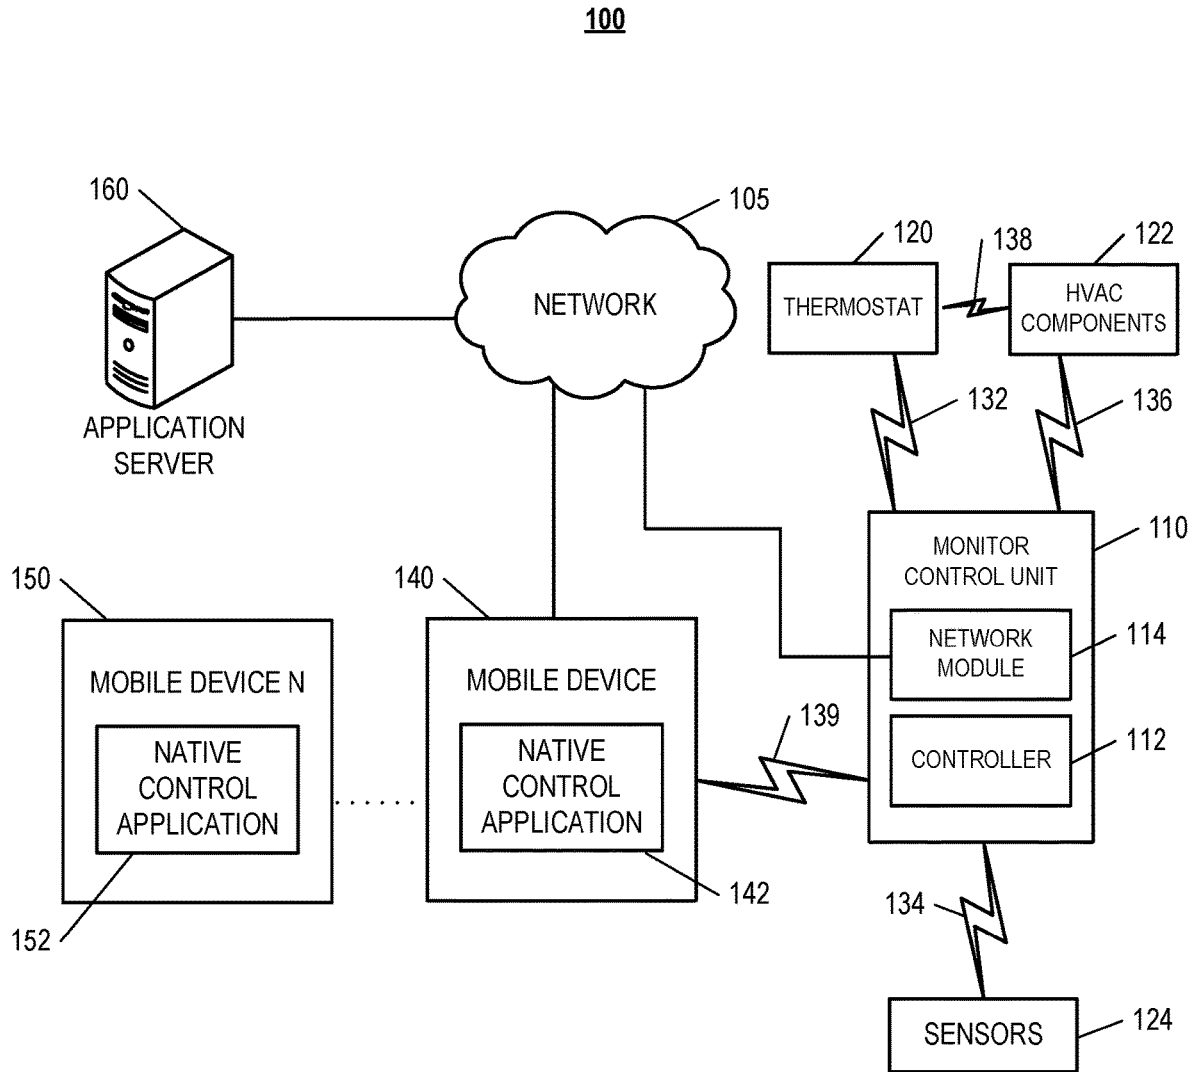 100
160
105
120
138
122
NETWORK
THERMOSTAT
HVAC
COMPONENTS
APPLICATION
SERVER
132
136
150
140
MONITOR
CONTROL UNIT
110
NETWORK
MODULE
114
MOBILE DEVICE N
MOBILE DEVICE
139
CONTROLLER
112
NATIVE
CONTROL
APPLICATION
NATIVE
CONTROL
APPLICATION
. . . . . . .
152
142
134
SENSORS
124